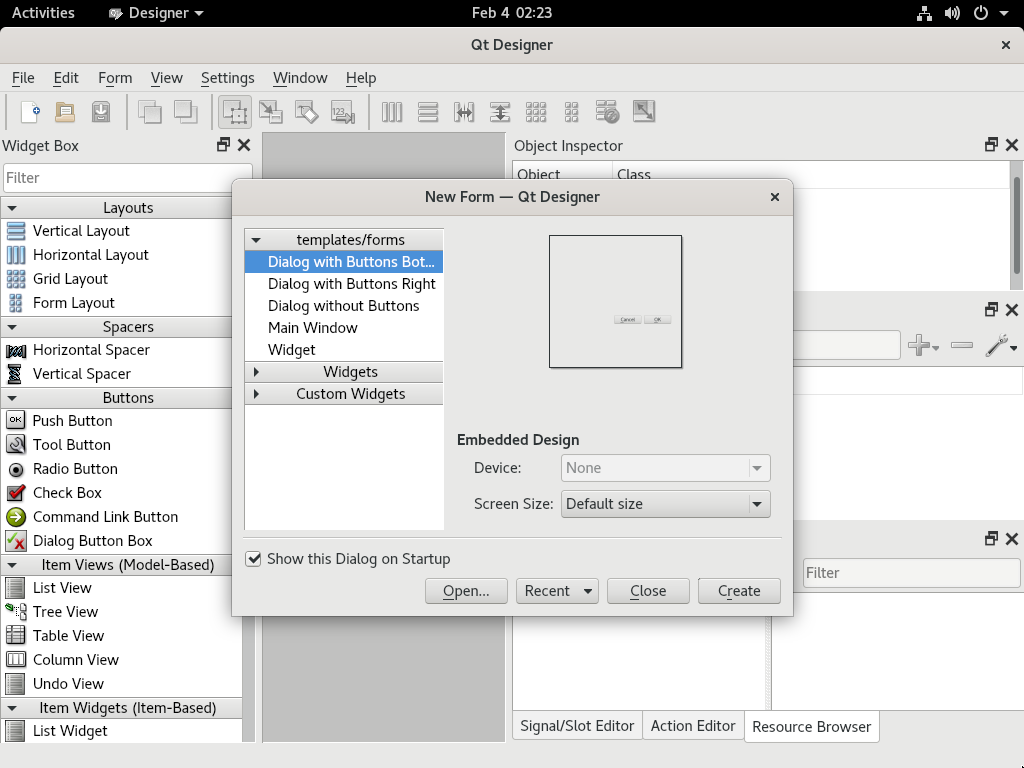 Activities Designer Feb 4 02:23
Qt Designer
File Edit Form View Settings Window Help
Widget Box
Filter
Layouts
Vertical Layout
Horizontal Layout
Grid Layout
Form Layout
Spacers
Horizontal Spacer
Vertical Spacer
Buttons
Push Button
Tool Button
Radio Button
Check Box
Command Link Button
Dialog Button Box
Item Views (Model-Based)
List View
Tree View
Table View
Column View
Undo View
Item Widgets (Item-Based)
List Widget
Object Inspector
Object Class
New Form — Qt Designer
templates/forms
Dialog with Buttons Bot...
Dialog with Buttons Right
Dialog without Buttons
Main Window
Widget
Widgets
Custom Widgets
Cancel OK
Embedded Design
Device: None
Screen Size: Default size
Show this Dialog on Startup
Open... Recent Close Create
Filter
Signal/Slot Editor Action Editor Resource Browser